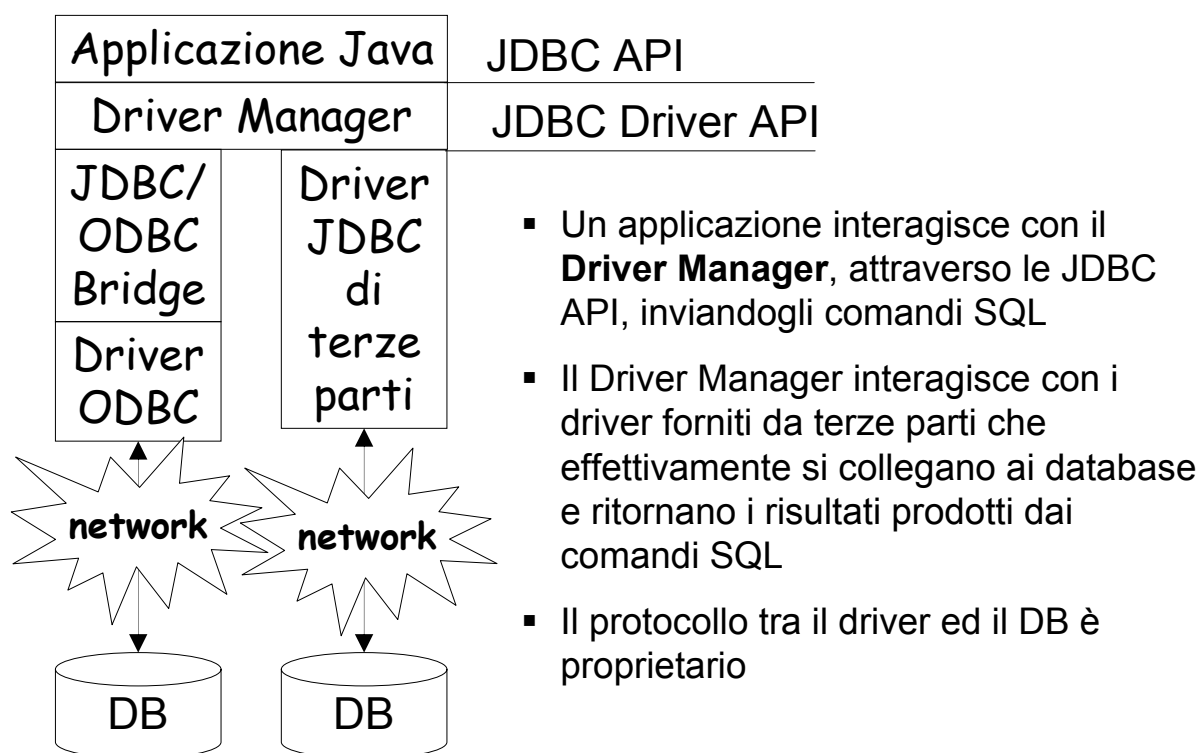 Applicazione Java
JDBC API
Driver Manager
JDBC Driver API
JDBC/
ODBC
Bridge
Driver
ODBC
Driver
JDBC
di
terze
parti
network
network
DB
DB
▪ Un applicazione interagisce con il
Driver Manager, attraverso le JDBC
API, inviandogli comandi SQL
▪ Il Driver Manager interagisce con i
driver forniti da terze parti che
effettivamente si collegano ai database
e ritornano i risultati prodotti dai
comandi SQL
▪ Il protocollo tra il driver ed il DB è
proprietario